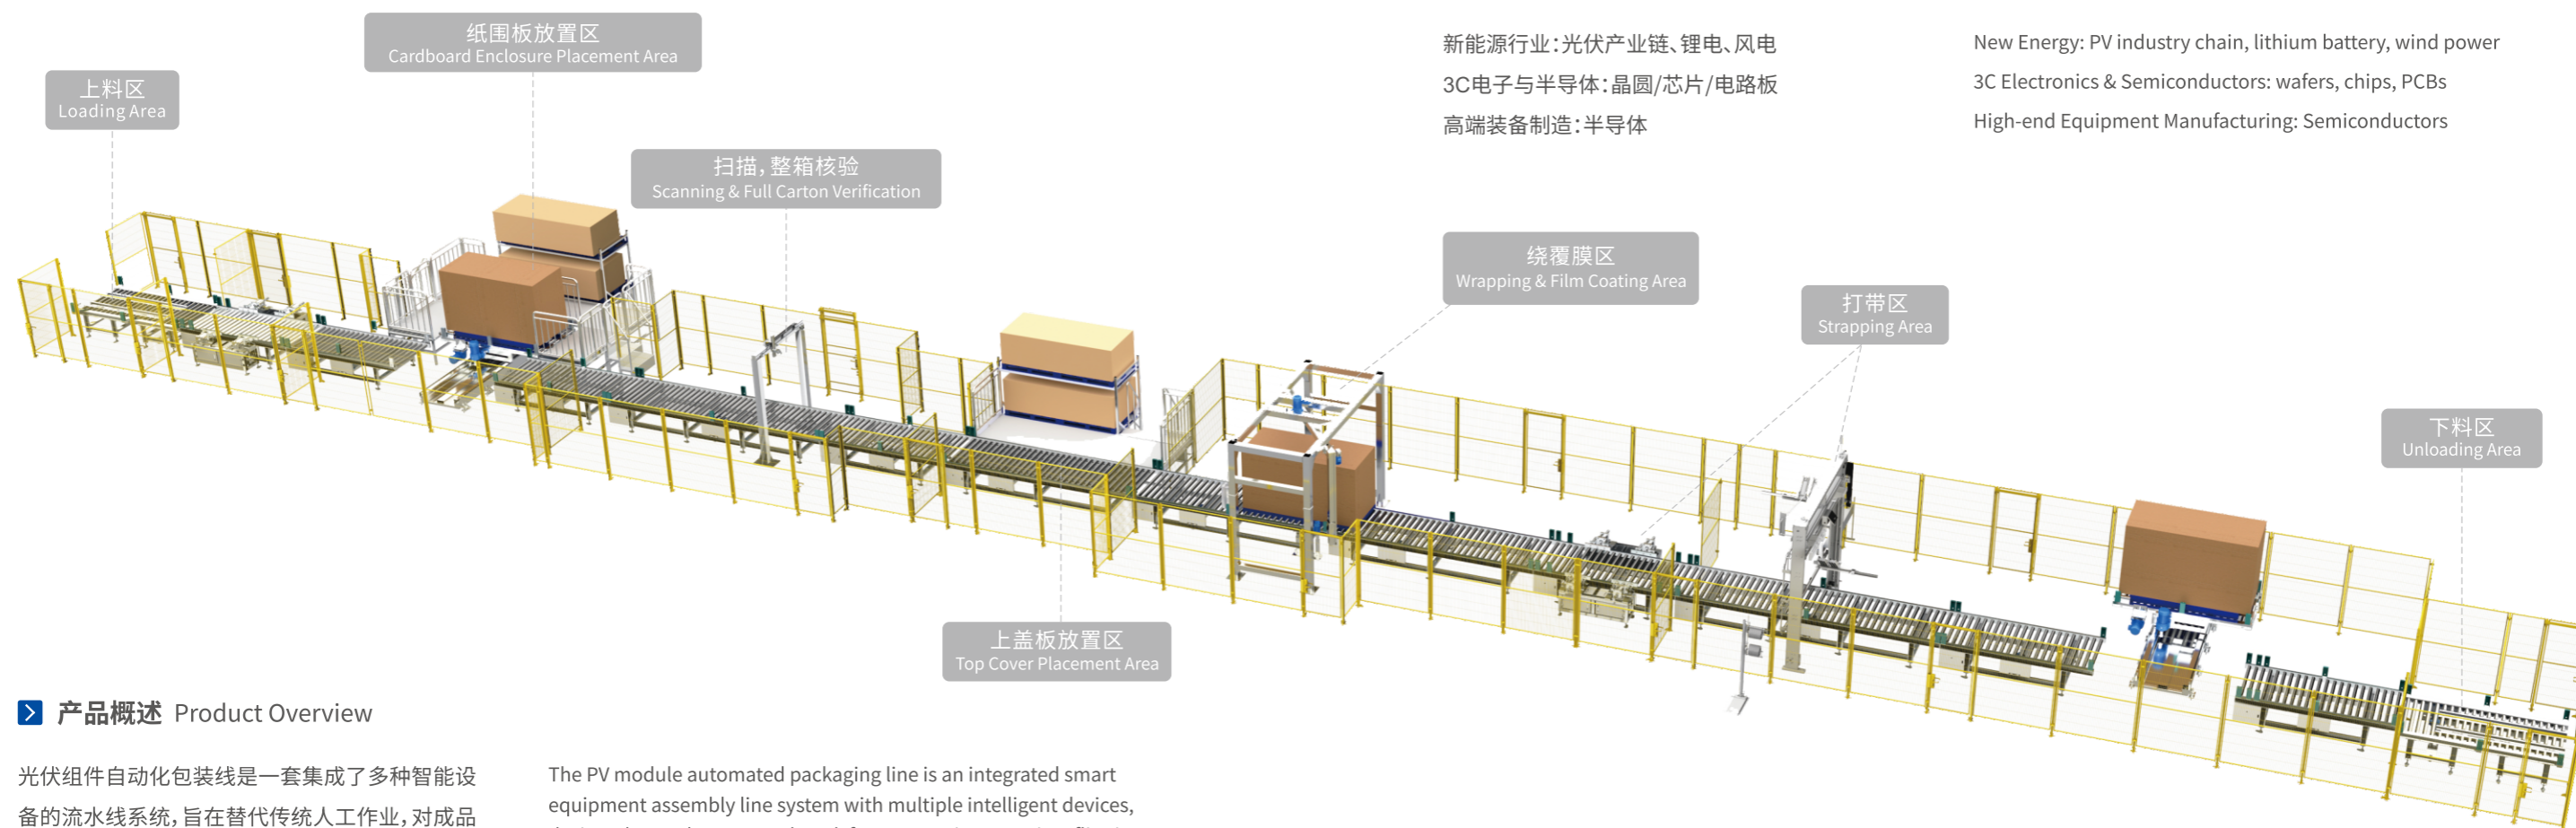 纸围板放置区
Cardboard Enclosure Placement Area
上料区
Loading Area
扫描，整箱核验
Scanning & Full Carton Verification
新能源行业：光伏产业链、锂电、风电
3C电子与半导体：晶圆/芯片/电路板
高端装备制造：半导体
New Energy: PV industry chain, lithium battery, wind power
3C Electronics & Semiconductors: wafers, chips, PCBs
High-end Equipment Manufacturing: Semiconductors
绕覆膜区
Wrapping & Film Coating Area
打带区
Strapping Area
下料区
Unloading Area
上盖板放置区
Top Cover Placement Area
产品概述 Product Overview
光伏组件自动化包装线是一套集成了多种智能设
备的流水线系统，旨在替代传统人工作业，对成品
The PV module automated packaging line is an integrated smart
equipment assembly line system with multiple intelligent devices,